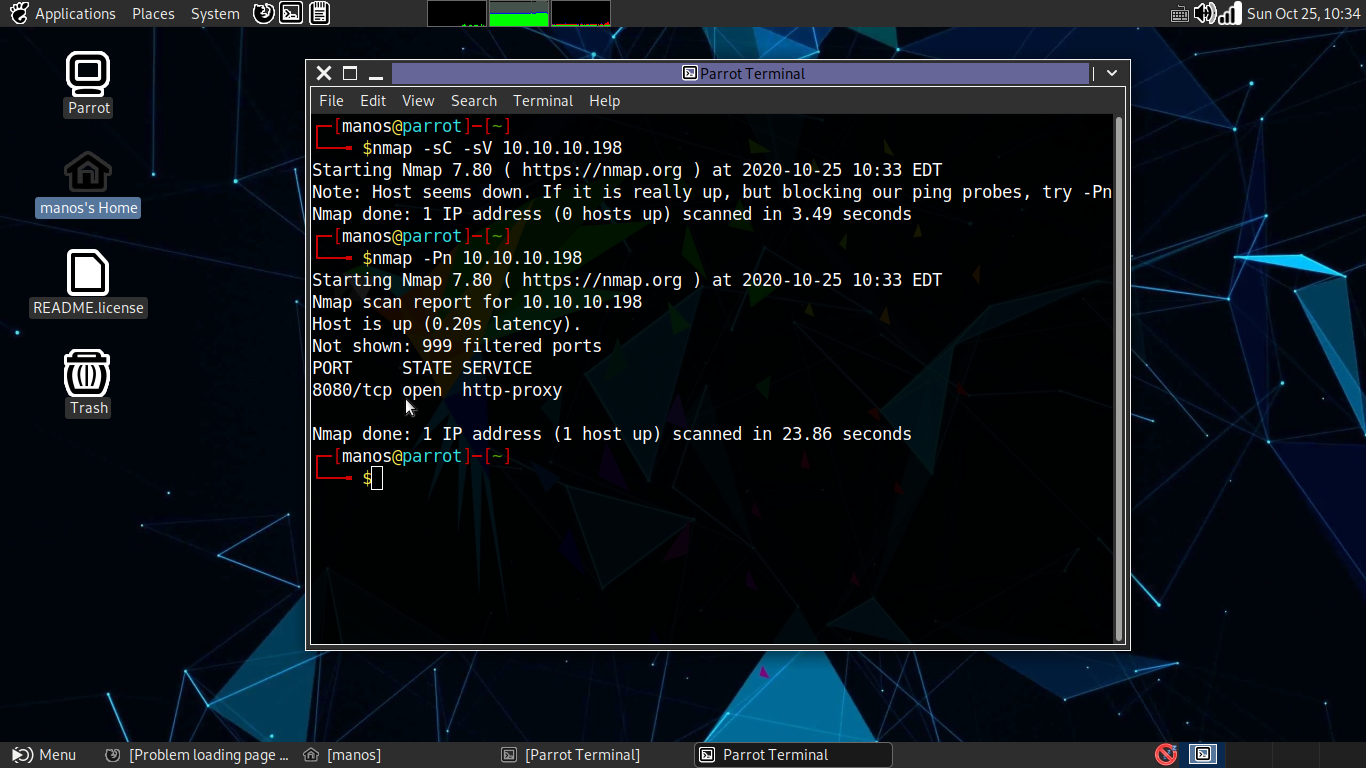 Applications Places System
Sun Oct 25, 10:34
Parrot
manos's Home
README.license
Trash
Parrot Terminal
File Edit View Search Terminal Help
┌─[manos@parrot]─[~]
└──╼ $nmap -sC -sV 10.10.10.198
Starting Nmap 7.80 ( https://nmap.org ) at 2020-10-25 10:33 EDT
Note: Host seems down. If it is really up, but blocking our ping probes, try -Pn
Nmap done: 1 IP address (0 hosts up) scanned in 3.49 seconds
┌─[manos@parrot]─[~]
└──╼ $nmap -Pn 10.10.10.198
Starting Nmap 7.80 ( https://nmap.org ) at 2020-10-25 10:33 EDT
Nmap scan report for 10.10.10.198
Host is up (0.20s latency).
Not shown: 999 filtered ports
PORT     STATE SERVICE
8080/tcp open  http-proxy
Nmap done: 1 IP address (1 host up) scanned in 23.86 seconds
┌─[manos@parrot]─[~]
└──╼ $
Menu [Problem loading page ... [manos] [Parrot Terminal] Parrot Terminal